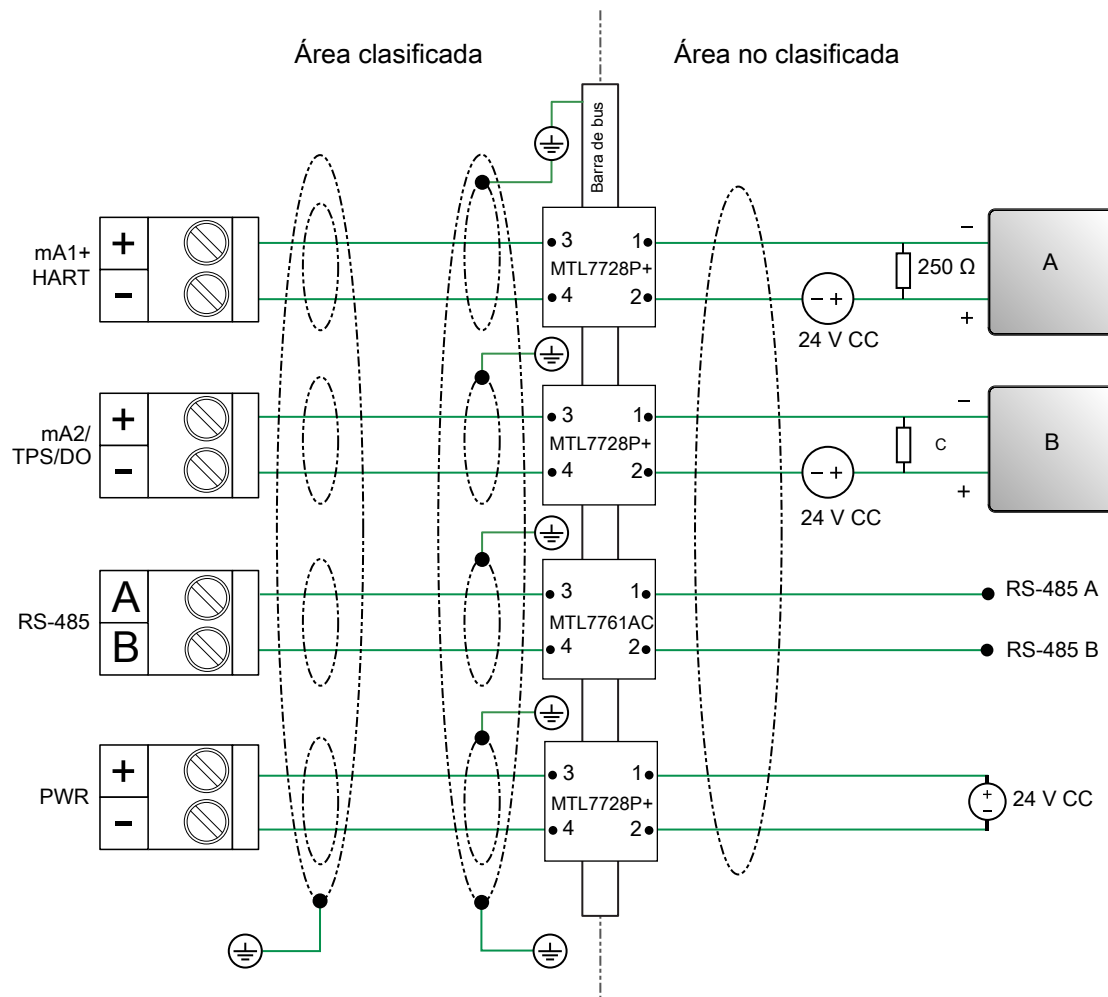 Área clasificada
Área no clasificada
Barra de bus
mA1+
HART
+
-
3
4
MTL7728P+
1
2
- +
24 V CC
250 Ω
-
+
A
mA2/
TPS/DO
+
-
3
4
MTL7728P+
1
2
- +
24 V CC
C
-
+
B
RS-485
A
B
3
4
MTL7761AC
1
2
RS-485 A
RS-485 B
PWR
+
-
3
4
MTL7728P+
1
2
+
-
24 V CC